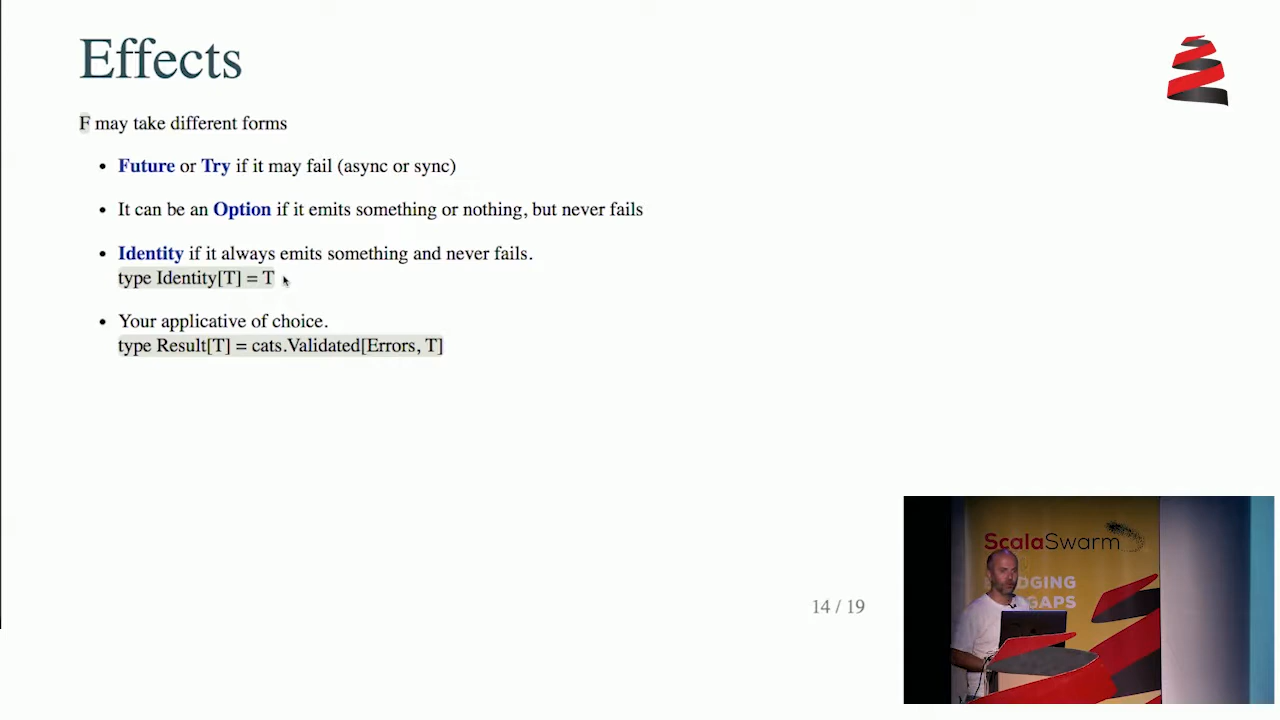 Effects
F may take different forms
• Future or Try if it may fail (async or sync)
• It can be an Option if it emits something or nothing, but never fails
• Identity if it always emits something and never fails.
type Identity[T] = T
• Your applicative of choice.
type Result[T] = cats.Validated[Errors, T]
14 / 19
ScalaSwarm